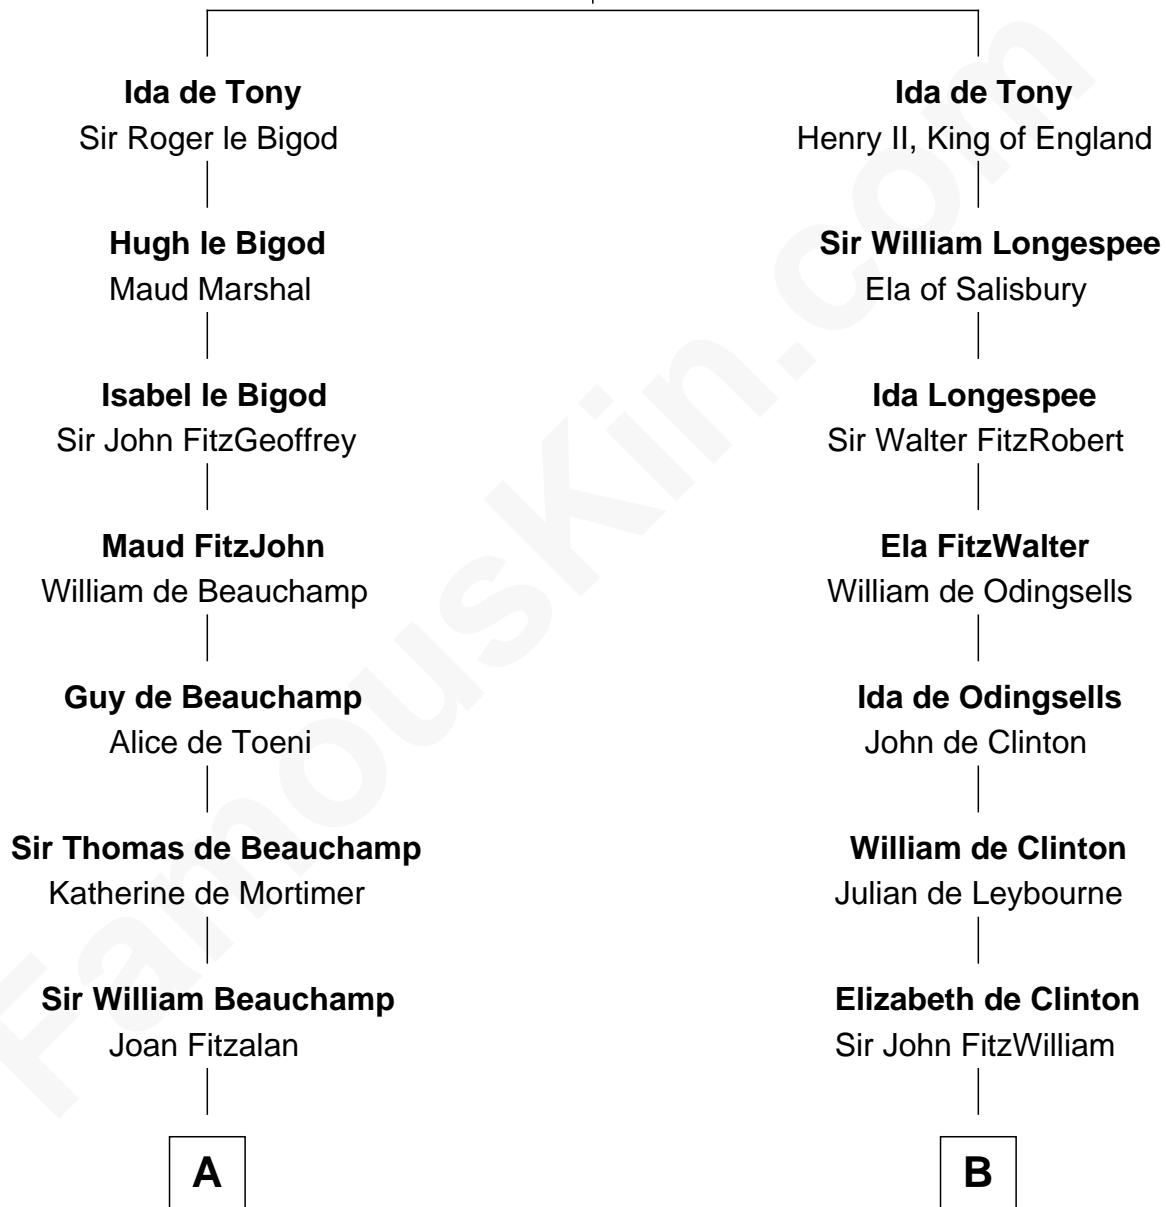 Ida de Tony
Sir Roger le Bigod
Hugh le Bigod
Maud Marshal
Isabel le Bigod
Sir John FitzGeoffrey
Maud FitzJohn
William de Beauchamp
Guy de Beauchamp
Alice de Toeni
Sir Thomas de Beauchamp
Katherine de Mortimer
Sir William Beauchamp
Joan Fitzalan
A
Ida de Tony
Henry II, King of England
Sir William Longespee
Ela of Salisbury
Ida Longespee
Sir Walter FitzRobert
Ela FitzWalter
William de Odingsells
Ida de Odingsells
John de Clinton
William de Clinton
Julian de Leybourne
Elizabeth de Clinton
Sir John FitzWilliam
B
FamousKin.com